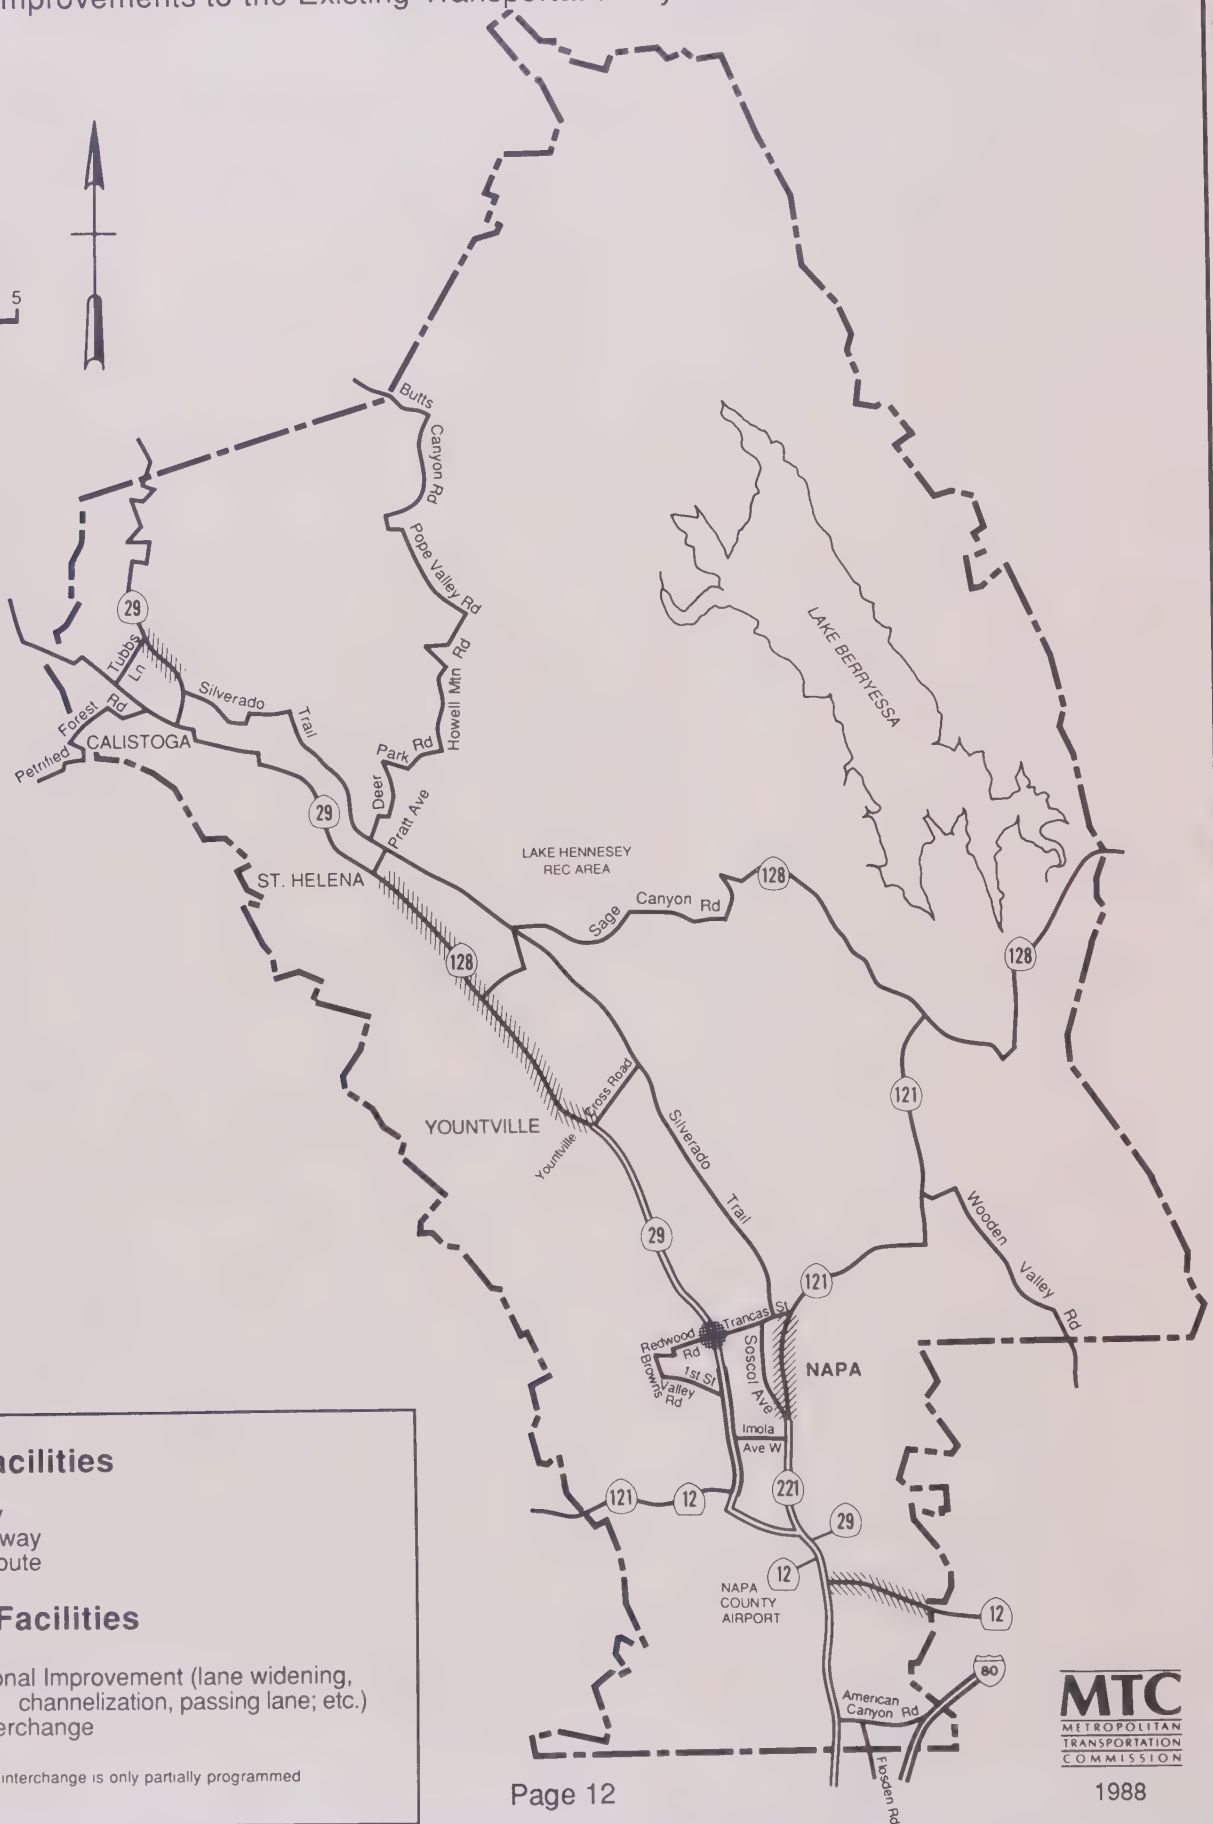 Improvements to the Existing
5
Butts
Canyon Rd
Pope Valley Rd
Howell Mtn Rd
29
Tubbs
Ln
Silverado
Trail
Petrified Forest Rd
CALISTOGA
Deer Park Rd
Pratt Ave
29
LAKE BERRYESSA
ST. HELENA
LAKE HENNESEY
REC AREA
Sage Canyon Rd
128
128
128
YOUNTVILLE
Yountville Cross Road
Silverado
Trail
121
Wooden
Valley
Rd
29
121
Trancas St
Redwood
Rd
Browns
Valley
Rd
1st St
Soscol Ave
NAPA
Imola
Ave W
121
12
221
29
12
NAPA
COUNTY
AIRPORT
12
80
American
Canyon Rd
Flosden Rd
acilities
way
oute
Facilities
onal Improvement (lane widening,
channelization, passing lane; etc.)
erchange
interchange is only partially programmed
Page 12
MTC
METROPOLITAN
TRANSPORTATION
COMMISSION
1988